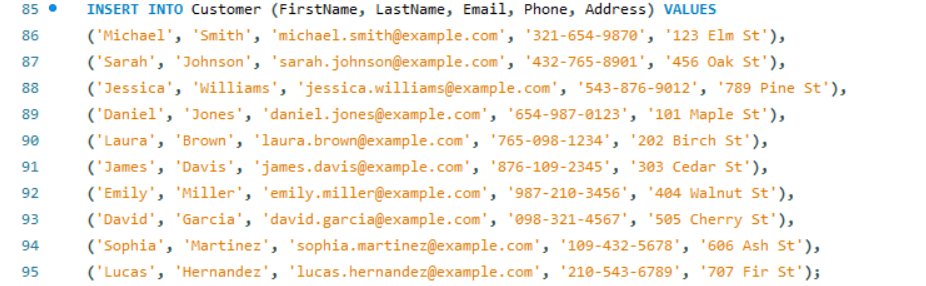 85 INSERT INTO Customer (FirstName, LastName, Email, Phone, Address) VALUES
86 ('Michael', 'Smith', 'michael.smith@example.com', '321-654-9870', '123 Elm St'),
87 ('Sarah', 'Johnson', 'sarah.johnson@example.com', '432-765-8901', '456 Oak St'),
88 ('Jessica', 'Williams', 'jessica.williams@example.com', '543-876-9012', '789 Pine St'),
89 ('Daniel', 'Jones', 'daniel.jones@example.com', '654-987-0123', '101 Maple St'),
90 ('Laura', 'Brown', 'laura.brown@example.com', '765-098-1234', '202 Birch St'),
91 ('James', 'Davis', 'james.davis@example.com', '876-109-2345', '303 Cedar St'),
92 ('Emily', 'Miller', 'emily.miller@example.com', '987-210-3456', '404 Walnut St'),
93 ('David', 'Garcia', 'david.garcia@example.com', '098-321-4567', '505 Cherry St'),
94 ('Sophia', 'Martinez', 'sophia.martinez@example.com', '109-432-5678', '606 Ash St'),
95 ('Lucas', 'Hernandez', 'lucas.hernandez@example.com', '210-543-6789', '707 Fir St');